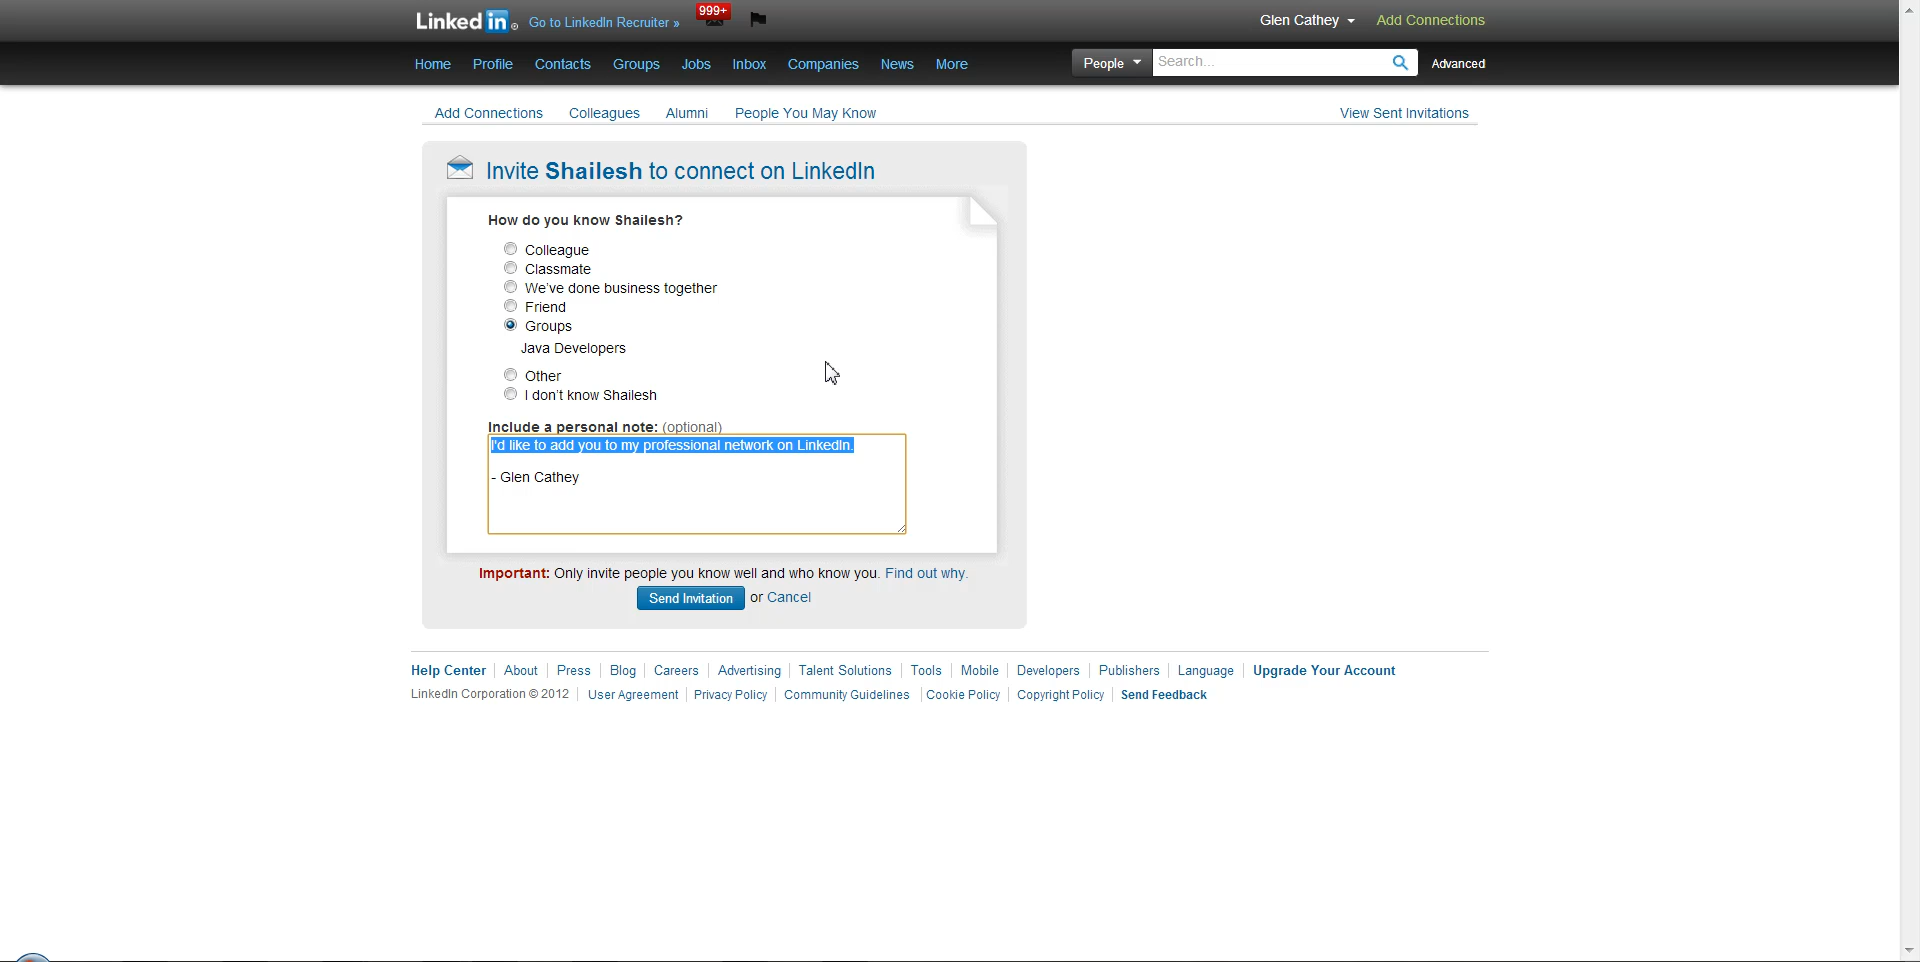 Linked in® Go to LinkedIn Recruiter » 999+ Glen Cathey Add Connections
Home Profile Contacts Groups Jobs Inbox Companies News More People Search... Advanced
Add Connections Colleagues Alumni People You May Know View Sent Invitations
Invite Shailesh to connect on LinkedIn
How do you know Shailesh?
Colleague
Classmate
We've done business together
Friend
Groups
Java Developers
Other
I don't know Shailesh
Include a personal note: (optional)
I'd like to add you to my professional network on LinkedIn.
- Glen Cathey
Important: Only invite people you know well and who know you. Find out why.
Send Invitation or Cancel
Help Center About Press Blog Careers Advertising Talent Solutions Tools Mobile Developers Publishers Language Upgrade Your Account
LinkedIn Corporation © 2012 User Agreement Privacy Policy Community Guidelines Cookie Policy Copyright Policy Send Feedback